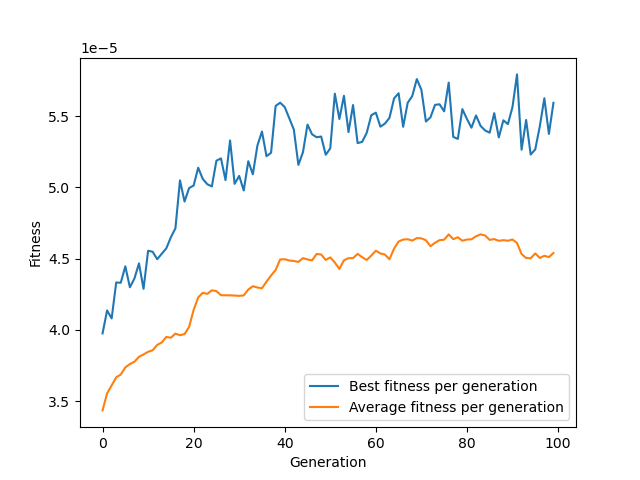 1e−5
5.5
5.0
4.5
4.0
3.5
Fitness
0 20 40 60 80 100
Generation
Best fitness per generation
Average fitness per generation